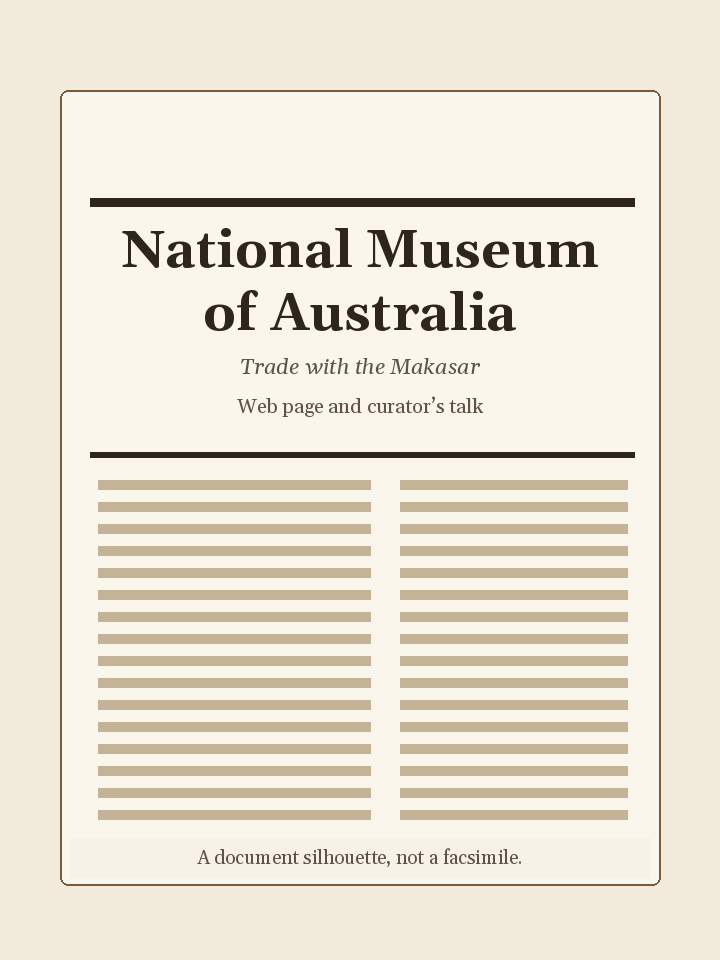 National Museum
of Australia
Trade with the Makasar
Web page and curator’s talk
A document silhouette, not a facsimile.